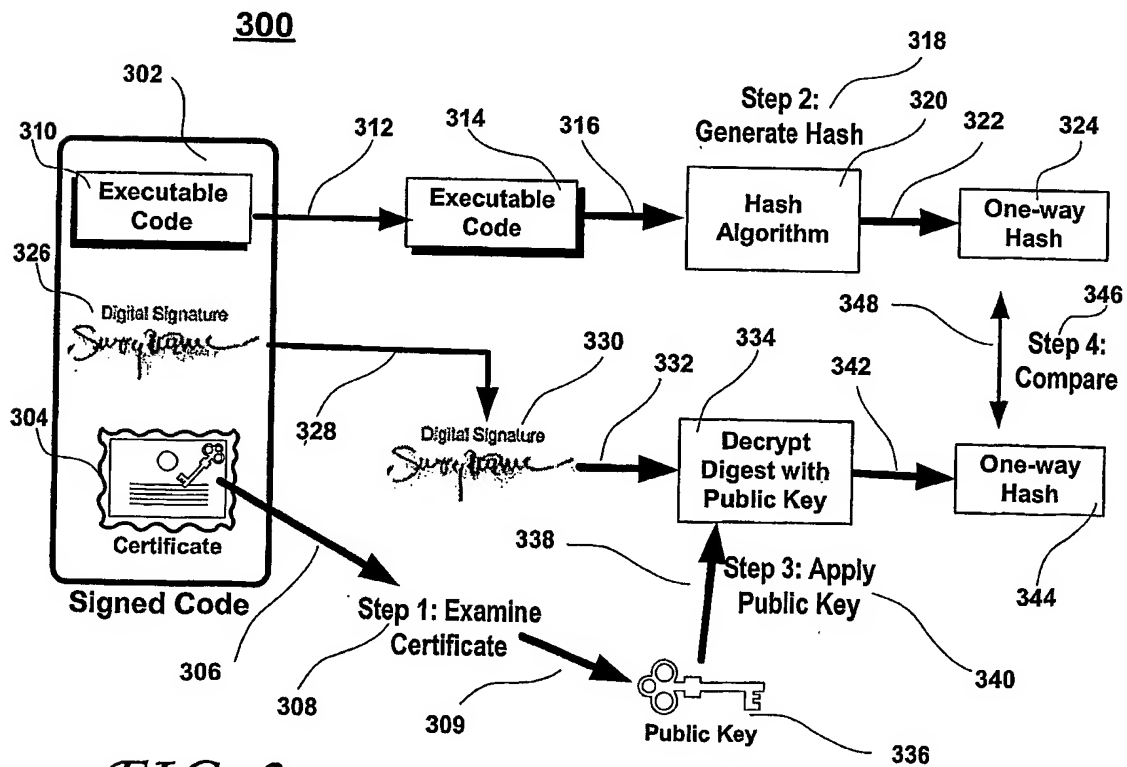 300
302
310
312
314
316
Step 2:
Generate Hash
318
320
322
324
Executable
Code
Executable
Code
Hash
Algorithm
One-way
Hash
326
Digital Signature
328
330
Digital Signature
332
334
Decrypt
Digest with
Public Key
342
348
346
Step 4:
Compare
One-way
Hash
344
304
Certificate
Signed Code
306
Step 1: Examine
Certificate
308
309
338
Step 3: Apply
Public Key
340
Public Key
336